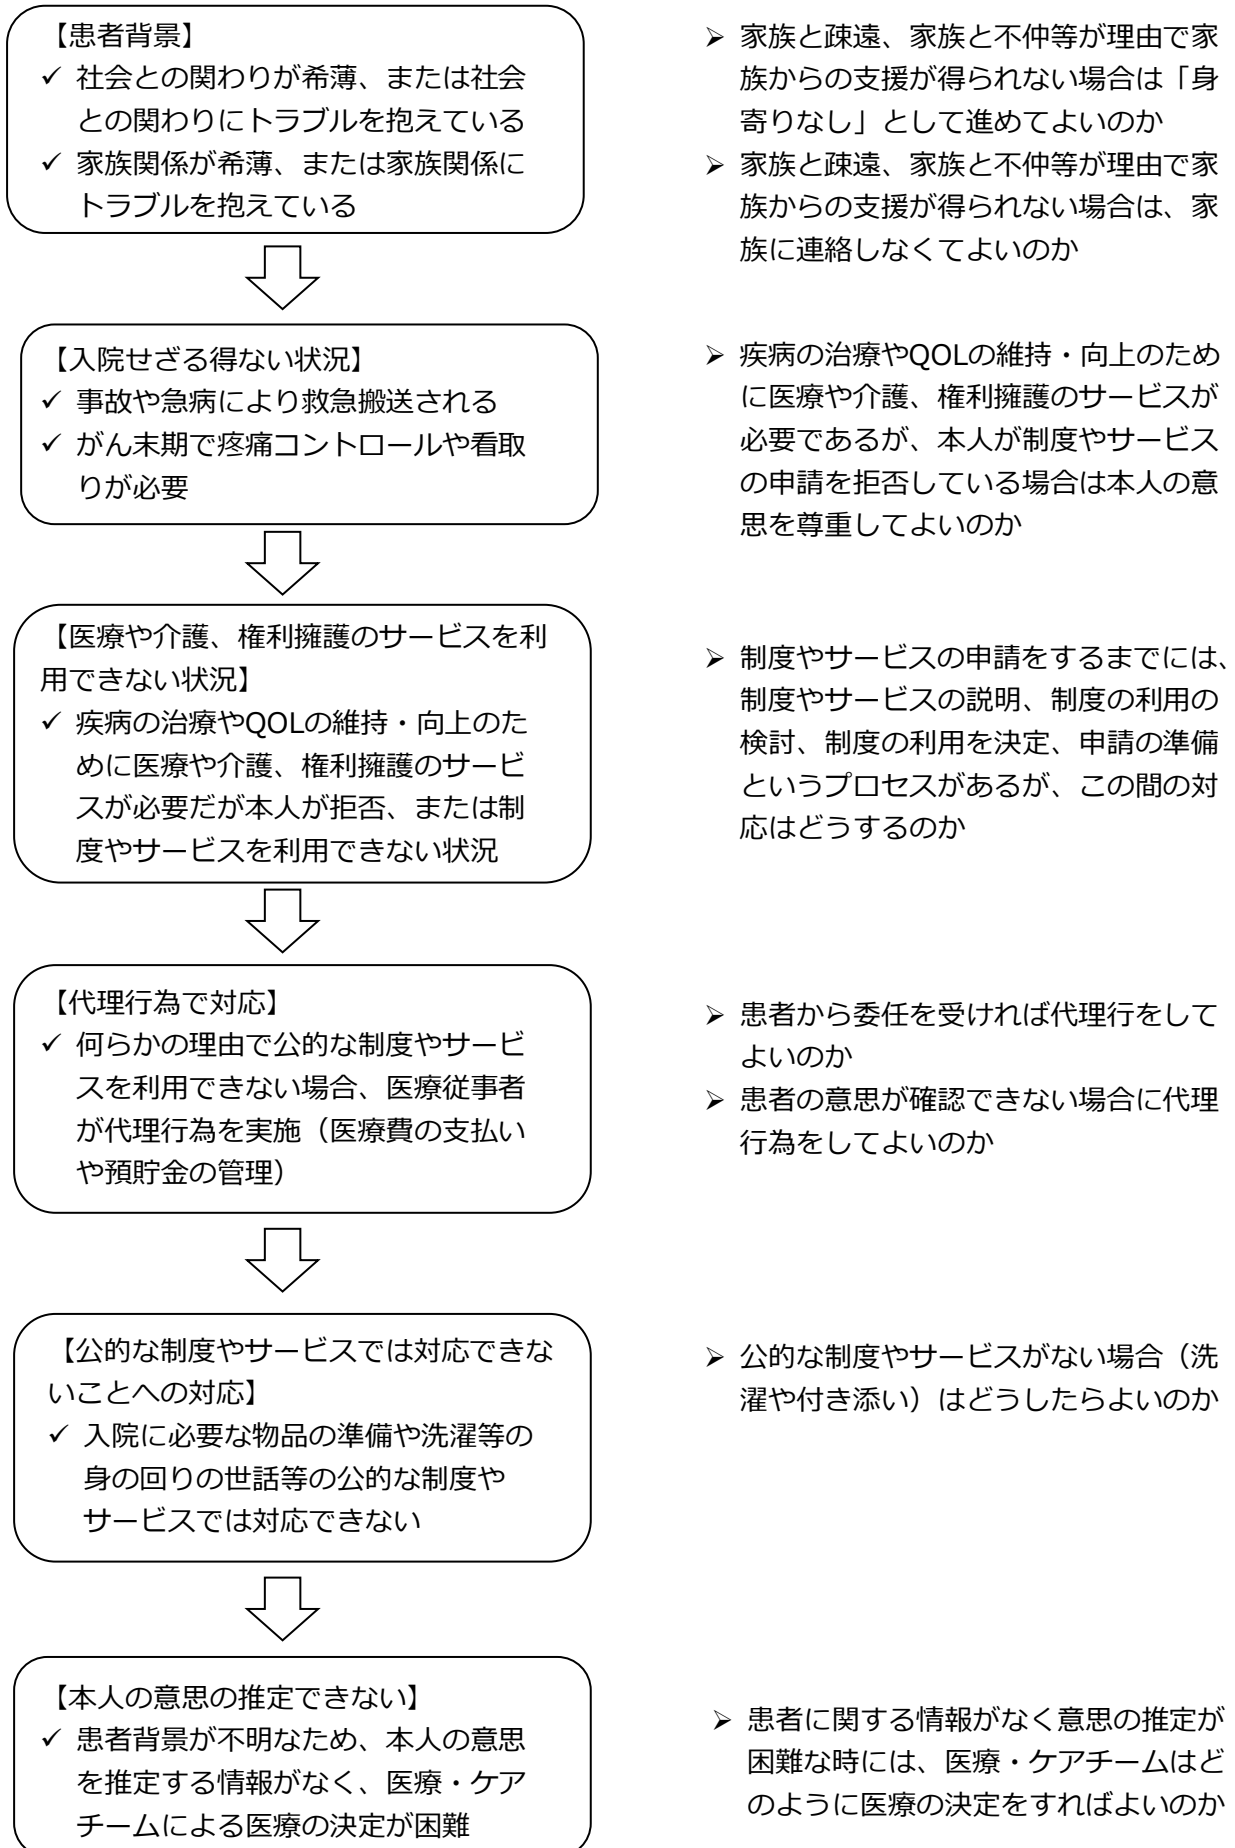 【患者背景】
✓ 社会との関わりが希薄、または社会
との関わりにトラブルを抱えている
✓ 家族関係が希薄、または家族関係に
トラブルを抱えている
➢ 家族と疎遠、家族と不仲等が理由で家
族からの支援が得られない場合は「身
寄りなし」として進めてよいのか
➢ 家族と疎遠、家族と不仲等が理由で家
族からの支援が得られない場合は、家
族に連絡しなくてよいのか
【入院せざる得ない状況】
✓ 事故や急病により救急搬送される
✓ がん末期で疼痛コントロールや看取
りが必要
➢ 疾病の治療やQOLの維持・向上のため
に医療や介護、権利擁護のサービスが
必要であるが、本人が制度やサービス
の申請を拒否している場合は本人の意
思を尊重してよいのか
【医療や介護、権利擁護のサービスを利
用できない状況】
✓ 疾病の治療やQOLの維持・向上のた
めに医療や介護、権利擁護のサービ
スが必要だが本人が拒否、または制
度やサービスを利用できない状況
➢ 制度やサービスの申請をするまでには、
制度やサービスの説明、制度の利用の
検討、制度の利用を決定、申請の準備
というプロセスがあるが、この間の対
応はどうするのか
【代理行為で対応】
✓ 何らかの理由で公的な制度やサービ
スを利用できない場合、医療従事者
が代理行為を実施（医療費の支払い
や預貯金の管理）
➢ 患者から委任を受ければ代理行をして
よいのか
➢ 患者の意思が確認できない場合に代理
行為をしてよいのか
【公的な制度やサービスでは対応できな
いことへの対応】
✓ 入院に必要な物品の準備や洗濯等の
身の回りの世話等の公的な制度や
サービスでは対応できない
➢ 公的な制度やサービスがない場合（洗
濯や付き添い）はどうしたらよいのか
【本人の意思の推定できない】
✓ 患者背景が不明なため、本人の意思
を推定する情報がなく、医療・ケア
チームによる医療の決定が困難
➢ 患者に関する情報がなく意思の推定が
困難な時には、医療・ケアチームはど
のように医療の決定をすればよいのか